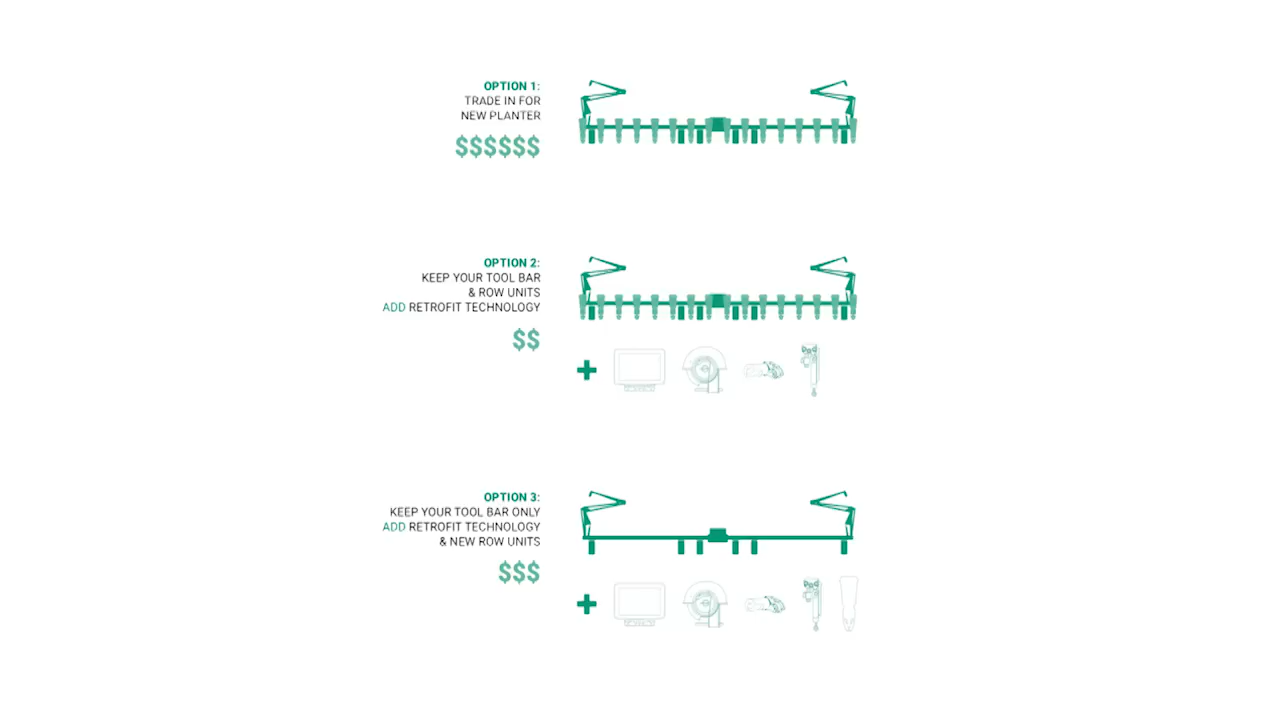 OPTION 1:
TRADE IN FOR
NEW PLANTER
$$$$$$
OPTION 2:
KEEP YOUR TOOL BAR
& ROW UNITS
ADD RETROFIT TECHNOLOGY
$$
OPTION 3:
KEEP YOUR TOOL BAR ONLY
ADD RETROFIT TECHNOLOGY
& NEW ROW UNITS
$$$